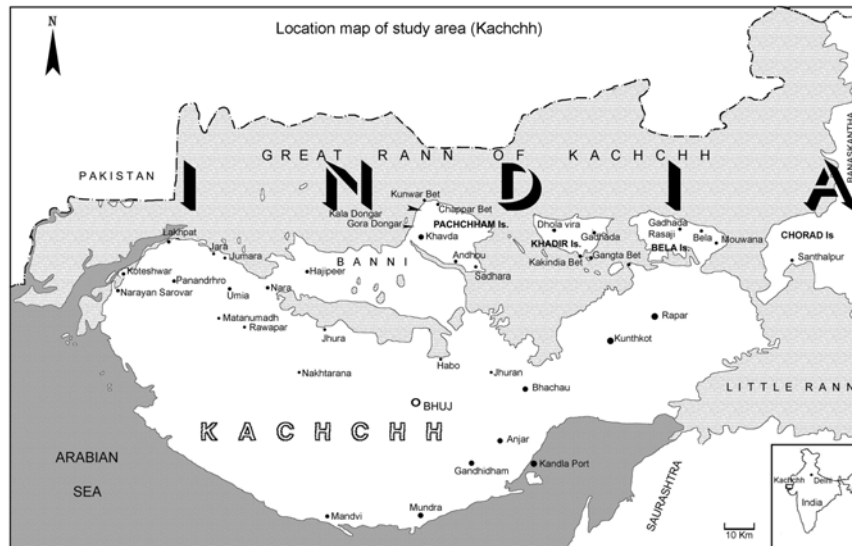 Location map of study area (Kachchh)
N
GREAT RANN OF KACHCHH
PAKISTAN
BANASKANTHA
INDIA
Kunwar Bet
Chappar Bet
Kala Dongar
Gora Dongar
PACHCHHAM Is.
Khavda
Dhola vira
Gadhada
KHADIR Is.
Gadhada
Rasaji
Bela
BELA Is.
Mouwana
CHORAD Is
Santhalpur
Lakhpat
Jara
Jumara
BANNI
Andhou
Sadhara
Kakindia Bet
Gangta Bet
Koteshwar
Panandrhro
Hajipeer
Narayan Sarovar
Umia
Nara
Matanumadh
Rawapar
Jhura
Rapar
Kunthkot
Habo
Nakhtarana
Jhuran
Bhachau
LITTLE RANN
BHUJ
KACHCHH
Anjar
Gandhidham
Kandla Port
ARABIAN
SEA
SAURASHTRA
Mandvi
Mundra
10 Km
Kachchh
Delhi
India